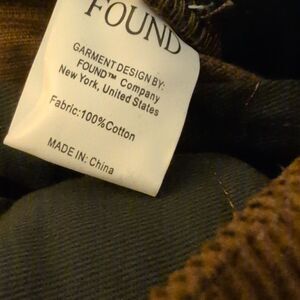 FOUND
GARMENT DESIGN BY:
FOUND™ Company
New York, United States
Fabric:100%Cotton
MADE IN: China